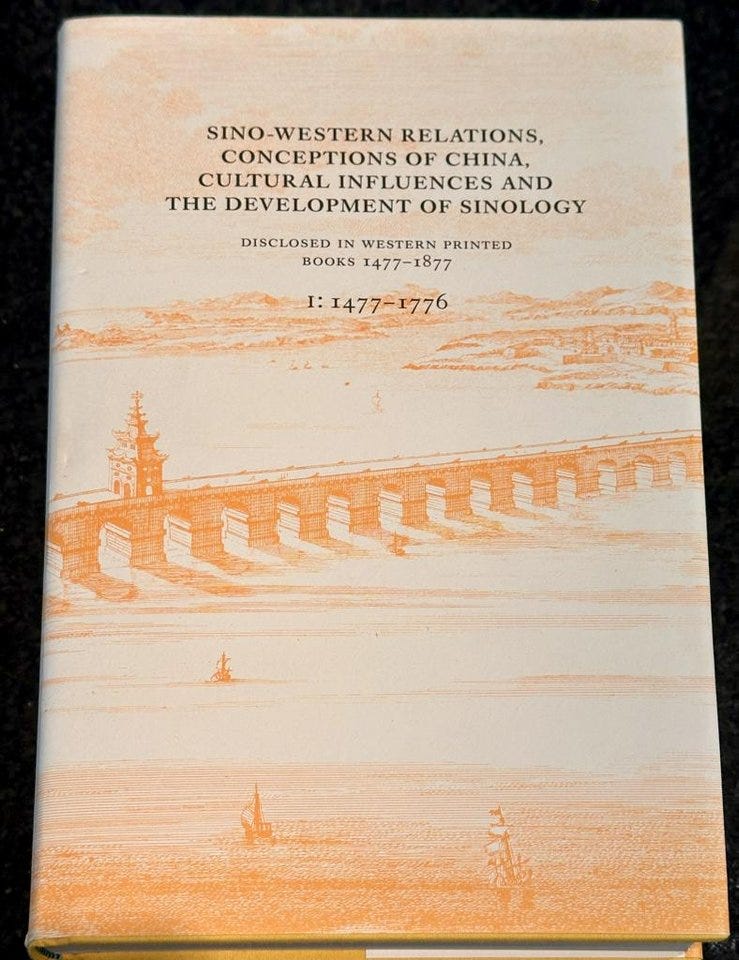 SINO-WESTERN RELATIONS,
CONCEPTIONS OF CHINA,
CULTURAL INFLUENCES AND
THE DEVELOPMENT OF SINOLOGY
DISCLOSED IN WESTERN PRINTED
BOOKS 1477–1877
I: 1477–1776